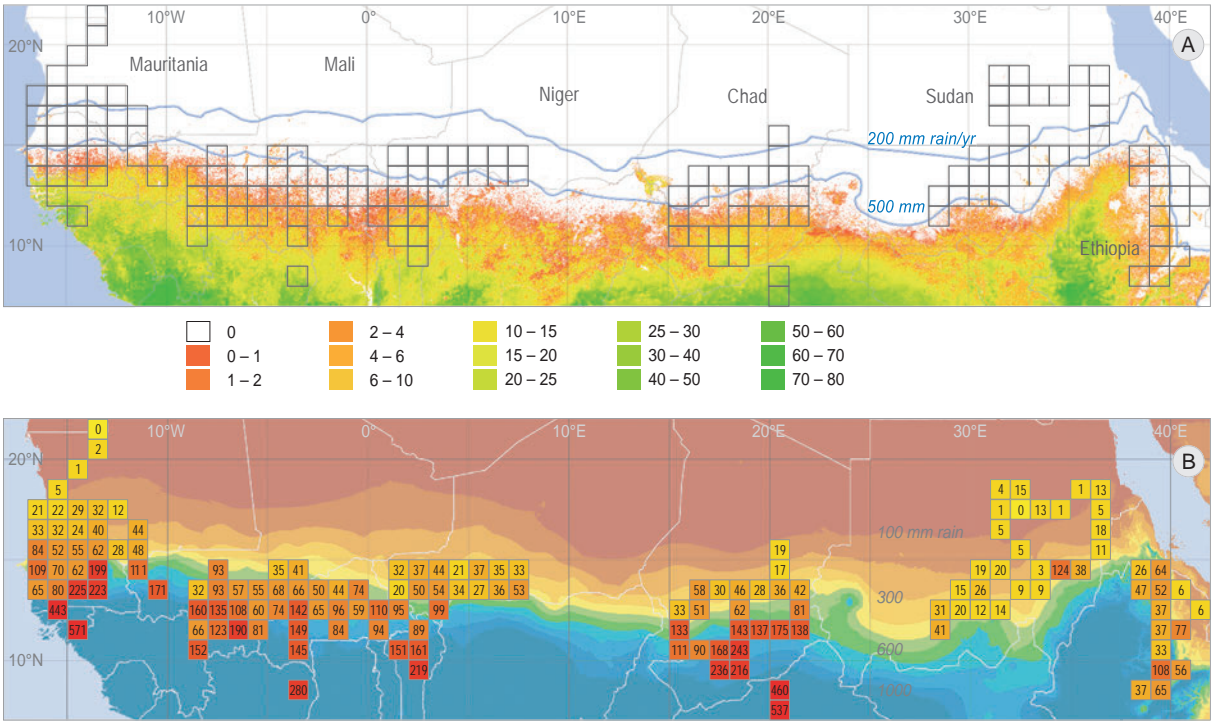 10°W 0° 10°E 20°E 30°E 40°E
20°N A
Mauritania Mali
Niger Chad Sudan
200 mm rain/yr
500 mm
10°N Ethiopia
0 2 – 4 10 – 15 25 – 30 50 – 60
0 – 1 4 – 6 15 – 20 30 – 40 60 – 70
1 – 2 6 – 10 20 – 25 40 – 50 70 – 80
10°W 0° 10°E 20°E 30°E 40°E
0
2
20°N 1 B
5 4 15 1 13
21 22 29 32 12 1 0 13 1 5
33 32 24 40 44 5 18
100 mm rain
84 52 55 62 28 48 19 5 11
109 70 62 199 111 93 35 41 32 37 44 21 37 35 33 17 19 20 3 124 38 26 64
65 80 225 223 171 32 93 57 55 68 66 50 44 74 20 50 54 34 27 36 53 58 30 46 28 36 42 15 26 9 9 47 52 6
300
443 160 135 108 60 74 142 65 96 59 110 95 99 33 51 62 81 31 20 12 14 37 6
571 66 123 190 81 149 84 94 89 133 143 137 175 138 41 37 77
152 145 151 161 111 90 168 243 33
600
10°N 219 236 216 108 56
280 460 37 65
1000
537